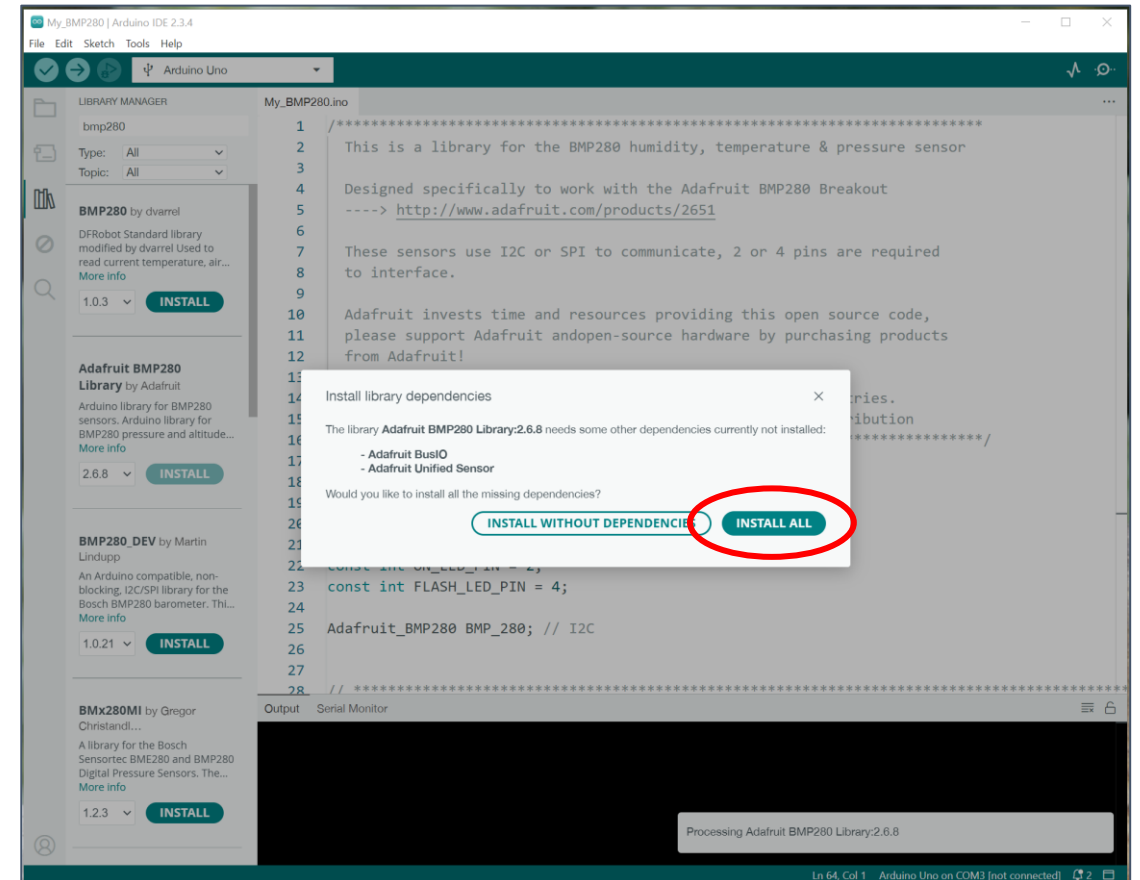 My_BMP280 | Arduino IDE 2.3.4
File Edit Sketch Tools Help
Arduino Uno
LIBRARY MANAGER
bmp280
Type: All
Topic: All
BMP280 by dvarrel
DFRobot Standard library
modified by dvarrel Used to
read current temperature, air...
More info
1.0.3 INSTALL
Adafruit BMP280
Library by Adafruit
Arduino library for BMP280
sensors. Arduino library for
BMP280 pressure and altitude...
More info
2.6.8 INSTALL
BMP280_DEV by Martin
Lindupp
An Arduino compatible, non-
blocking, I2C/SPI library for the
Bosch BMP280 barometer. Thi...
More info
1.0.21 INSTALL
BMx280MI by Gregor
Christandl...
A library for the Bosch
Sensortec BME280 and BMP280
Digital Pressure Sensors. The...
More info
1.2.3 INSTALL
My_BMP280.ino
1 /***************************************************************************
2 This is a library for the BMP280 humidity, temperature & pressure sensor
3
4 Designed specifically to work with the Adafruit BMP280 Breakout
5 ----> http://www.adafruit.com/products/2651
6
7 These sensors use I2C or SPI to communicate, 2 or 4 pins are required
8 to interface.
9
10 Adafruit invests time and resources providing this open source code,
11 please support Adafruit andopen-source hardware by purchasing products
12 from Adafruit!
13
14 ries.
15 ribution
16 ***************/
17
18
19
20
21
22 const int ON_LED_PIN = 2;
23 const int FLASH_LED_PIN = 4;
24
25 Adafruit_BMP280 BMP_280; // I2C
26
27
28 // ****************************************************************************************
Install library dependencies
The library Adafruit BMP280 Library:2.6.8 needs some other dependencies currently not installed:
- Adafruit BusIO
- Adafruit Unified Sensor
Would you like to install all the missing dependencies?
INSTALL WITHOUT DEPENDENCIES INSTALL ALL
Output Serial Monitor
Processing Adafruit BMP280 Library:2.6.8
Ln 64, Col 1 Arduino Uno on COM3 [not connected] 2